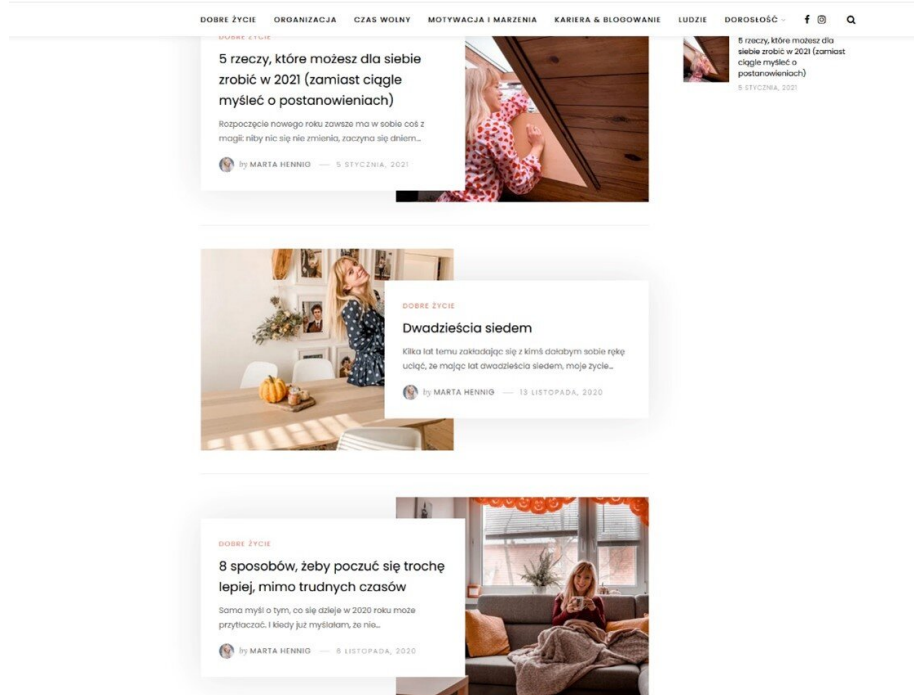 DOBRE ŻYCIE ORGANIZACJA CZAS WOLNY MOTYWACJA I MARZENIA KARIERA & BLOGOWANIE LUDZIE DOROSŁOŚĆ
DOBRE ŻYCIE
5 rzeczy, które możesz dla siebie
zrobić w 2021 (zamiast ciągle
myśleć o postanowieniach)
Rozpoczęcie nowego roku zawsze ma w sobie coś z
magii: niby nic się nie zmienia, zaczyna się dniem...
by MARTA HENNIG — 5 STYCZNIA, 2021
5 rzeczy, które możesz dla
siebie zrobić w 2021 (zamiast
ciągle myśleć o
postanowieniach)
5 STYCZNIA, 2021
DOBRE ŻYCIE
Dwadzieścia siedem
Kilka lat temu zakładając się z kimś dałabym sobie rękę
uciąć, że mając lat dwadzieścia siedem, moje życie...
by MARTA HENNIG — 13 LISTOPADA, 2020
DOBRE ŻYCIE
8 sposobów, żeby poczuć się trochę
lepiej, mimo trudnych czasów
Sama myśl o tym, co się dzieje w 2020 roku może
przytłaczać. I kiedy już myślałam, że nie...
by MARTA HENNIG — 6 LISTOPADA, 2020